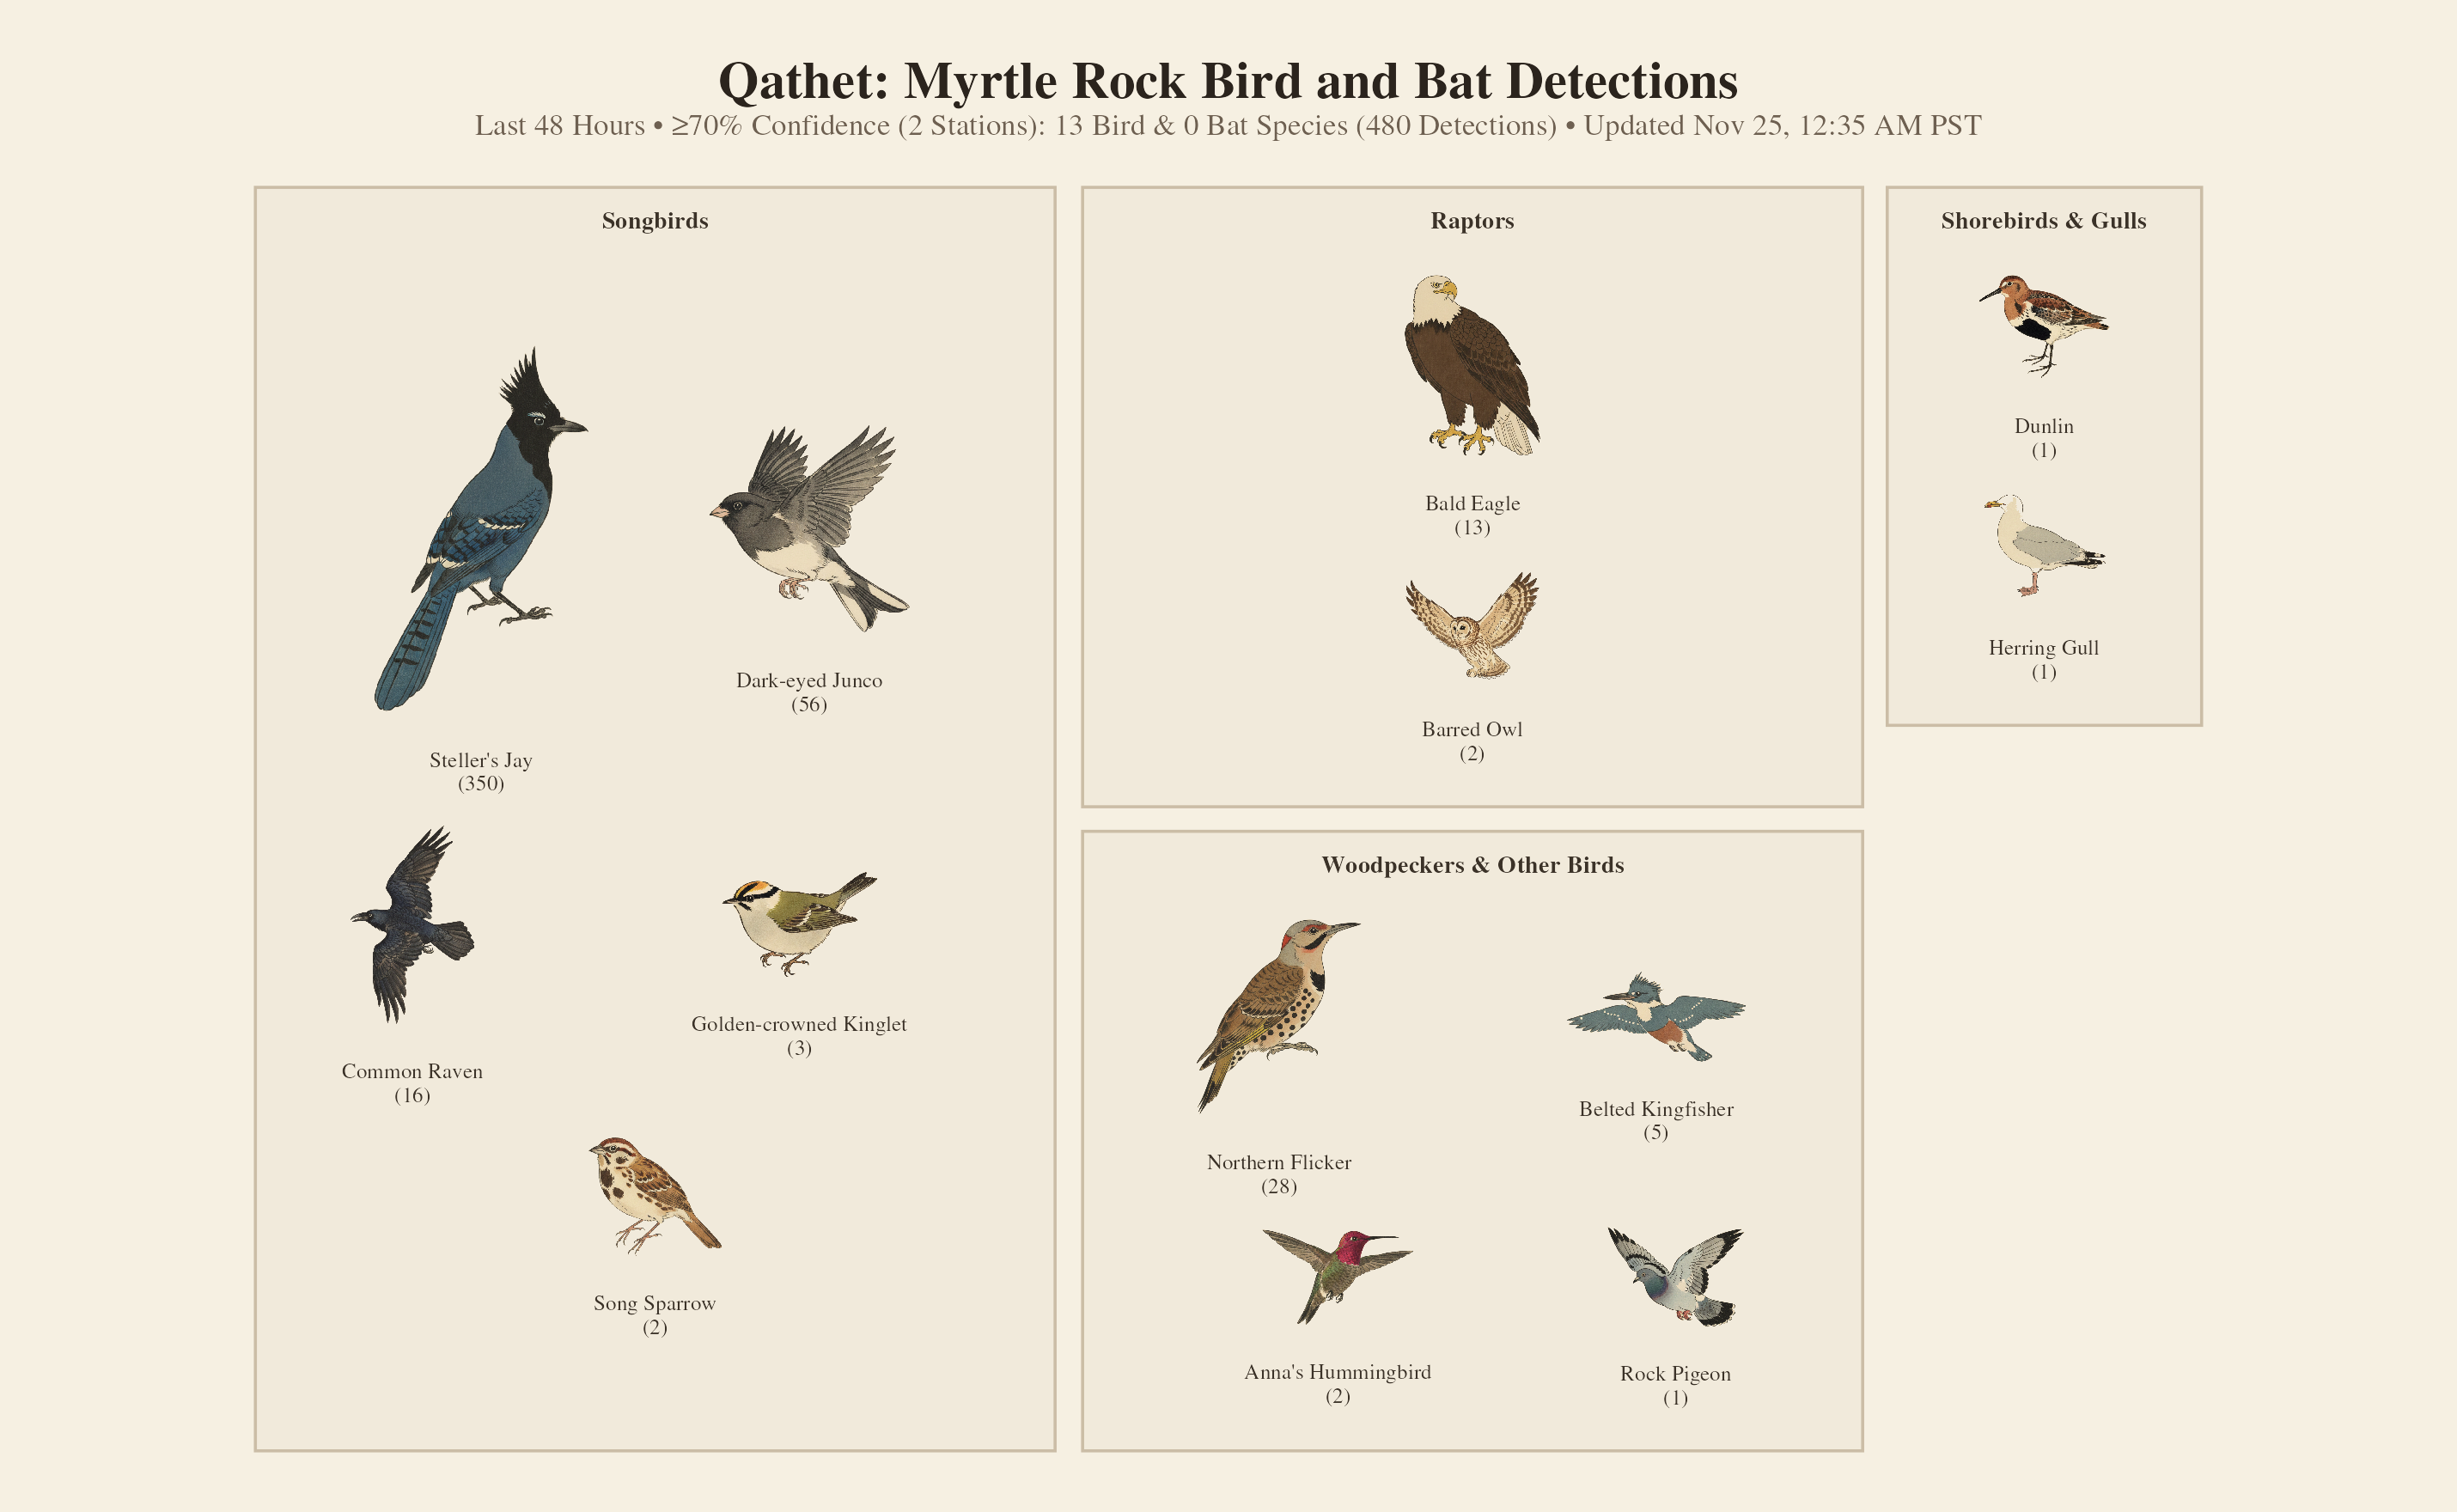 Qathet: Myrtle Rock Bird and Bat Detections
Last 48 Hours • ≥70% Confidence (2 Stations): 13 Bird & 0 Bat Species (480 Detections) • Updated Nov 25, 12:35 AM PST
Songbirds
Steller's Jay
(350)
Dark-eyed Junco
(56)
Common Raven
(16)
Golden-crowned Kinglet
(3)
Song Sparrow
(2)
Raptors
Bald Eagle
(13)
Barred Owl
(2)
Woodpeckers & Other Birds
Northern Flicker
(28)
Belted Kingfisher
(5)
Anna's Hummingbird
(2)
Rock Pigeon
(1)
Shorebirds & Gulls
Dunlin
(1)
Herring Gull
(1)